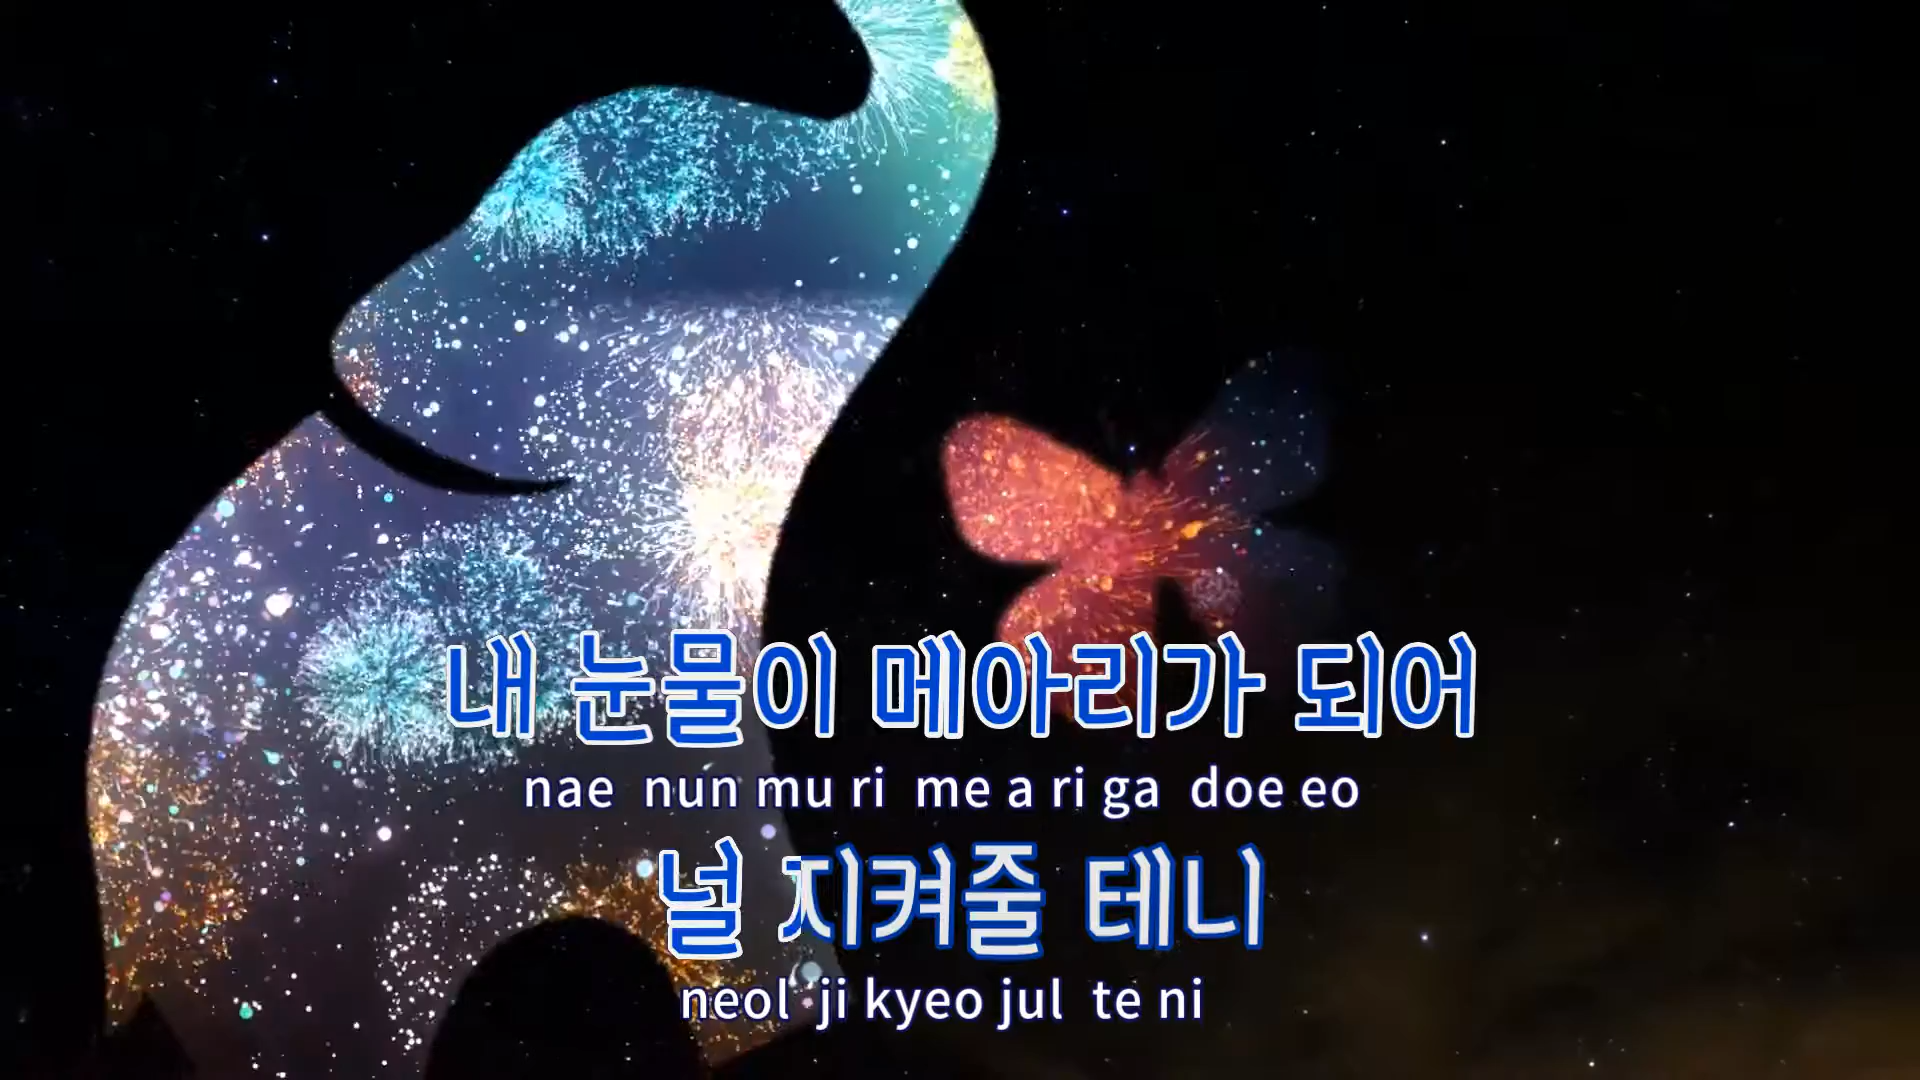 내 눈물이 메아리가 되어
nae nun mu ri me a ri ga doe eo
널 지켜줄 테니
neol ji kyeo jul te ni